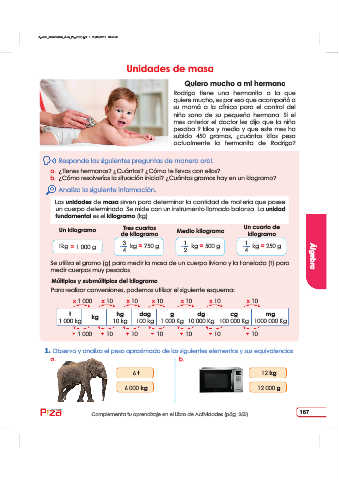 Unidades de masa
Quiero mucho a mi hermano
Rodrigo tiene una hermanita a la que
quiere mucho, es por eso que acompañó a
su mamá a la clínica para el control del
niño sano de su pequeña hermana. Si el
mes anterior el doctor les dijo que la niña
pesaba 9 kilos y medio y que este mes ha
subido 450 gramos, ¿cuántos kilos pesa
actualmente la hermanita de Rodrigo?
Responde las siguientes preguntas de manera oral.
a. ¿Tienes hermanos? ¿Cuántos? ¿Cómo te llevas con ellos?
b. ¿Cómo resolverías la situación inicial? ¿Cuántos gramos hay en un kilogramo?
Analiza la siguiente información.
Las unidades de masa sirven para determinar la cantidad de materia que posee
un cuerpo determinado. Se mide con un instrumento llamado balanza. La unidad
fundamental es el kilogramo (kg)
Un kilogramo
1kg = 1 000 g
Tres cuartos
de kilogramo
3/4 kg = 750 g
Medio kilogramo
1/2 kg = 500 g
Un cuarto de
kilogramo
1/4 kg = 250 g
Se utiliza el gramo (g) para medir la masa de un cuerpo liviano y la tonelada (t) para
medir cuerpos muy pesados
Múltiplos y submúltiplos del kilogramo
Para realizar conversiones, podemos utilizar el siguiente esquema:
x 1 000 x 10 x 10 x 10 x 10 x 10 x 10 x 10
t kg hg dag g dg cg mg
1 000 kg 10 kg 100 kg 1 000 Kg 10 000 Kg 100 000 Kg 1000 000 Kg
÷ 1 000 ÷ 10 ÷ 10 ÷ 10 ÷ 10 ÷ 10 ÷ 10 ÷ 10
1. Observa y analiza el peso aproximado de los siguientes elementos y sus equivalencias
a.
6 t
6 000 kg
b.
12 kg
12 000 g
Álgebra
Complementa tu aprendizaje en el Libro de Actividades
167